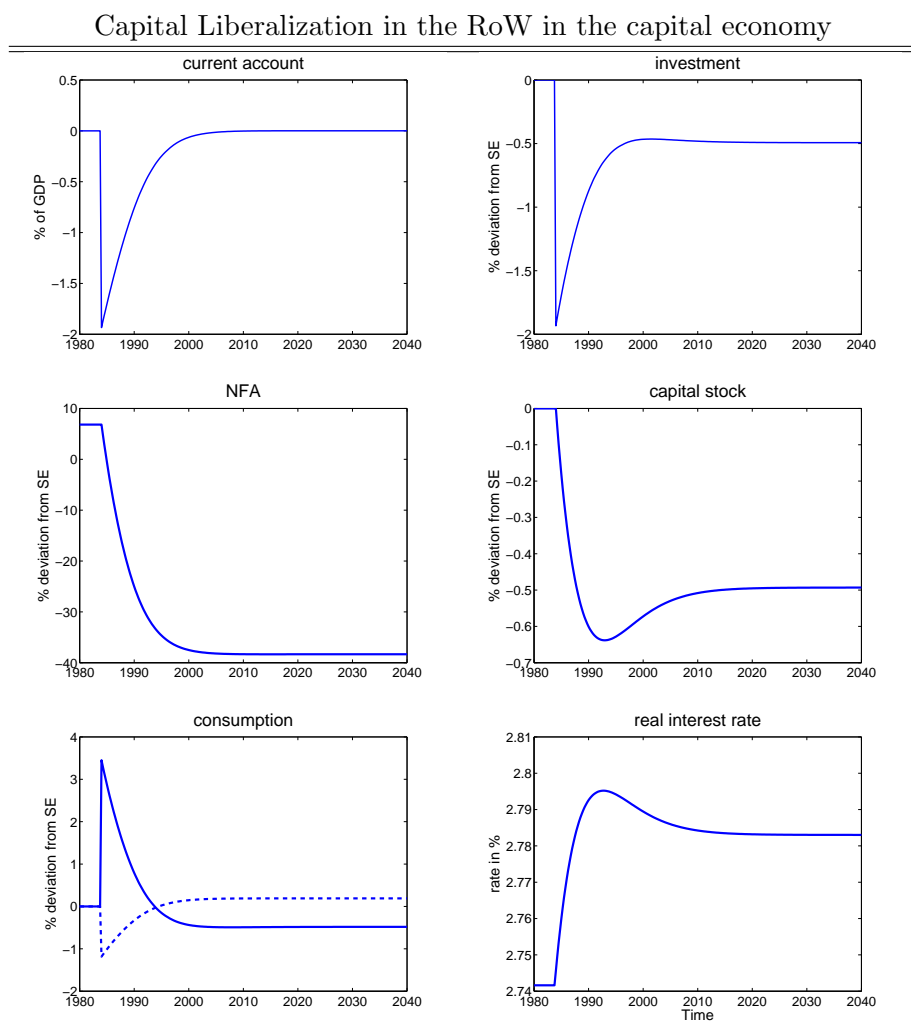 Capital Liberalization in the RoW in the capital economy
current account
% of GDP
0.5
0
−0.5
−1
−1.5
−2
1980 1990 2000 2010 2020 2030 2040
investment
% deviation from SE
0
−0.5
−1
−1.5
−2
1980 1990 2000 2010 2020 2030 2040
NFA
% deviation from SE
10
0
−10
−20
−30
−40
1980 1990 2000 2010 2020 2030 2040
capital stock
% deviation from SE
0
−0.1
−0.2
−0.3
−0.4
−0.5
−0.6
−0.7
1980 1990 2000 2010 2020 2030 2040
consumption
% deviation from SE
4
3
2
1
0
−1
−2
1980 1990 2000 2010 2020 2030 2040
real interest rate
rate in %
2.81
2.8
2.79
2.78
2.77
2.76
2.75
2.74
1980 1990 2000 2010 2020 2030 2040
Time